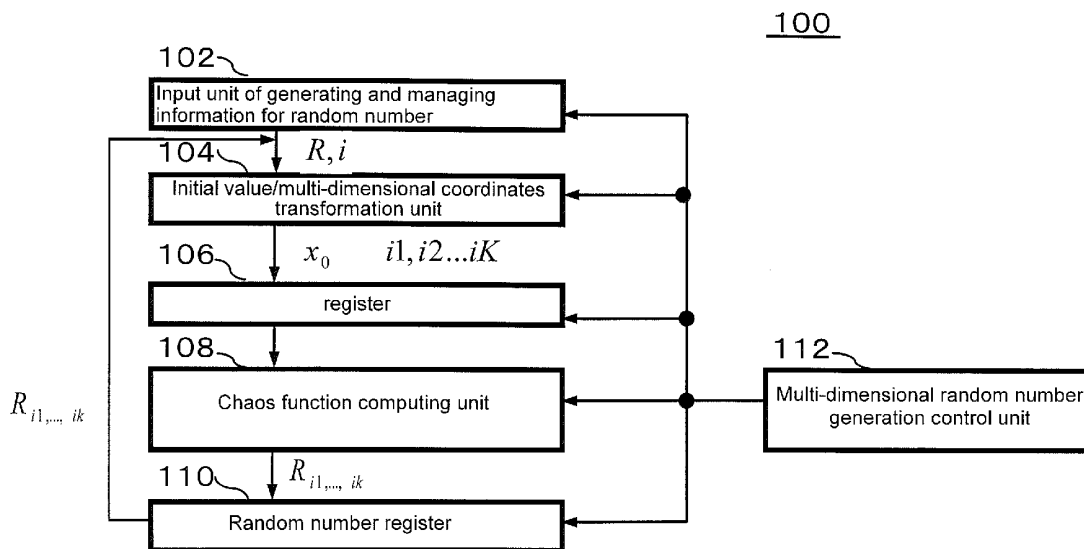 100
102
Input unit of generating and managing
information for random number
R, i
104
Initial value/multi-dimensional coordinates
transformation unit
x₀ i1, i2...iK
106
register
108
Chaos function computing unit
112
Multi-dimensional random number
generation control unit
R i1,..., ik
R i1,..., ik
110
Random number register